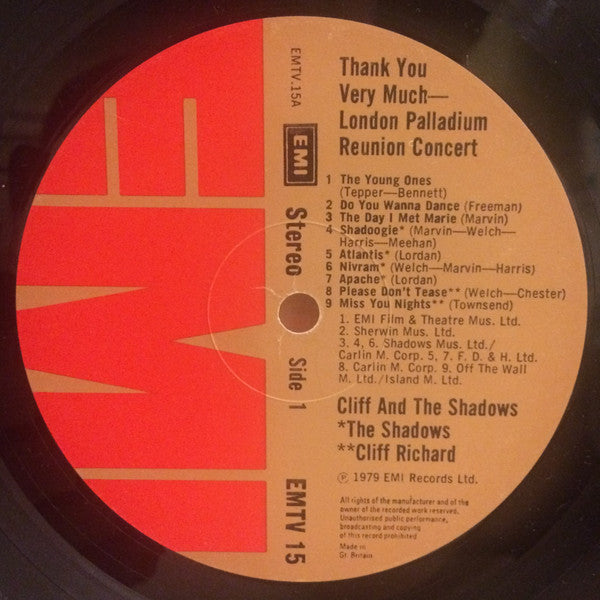 Thank You
Very Much—
London Palladium
Reunion Concert
1 The Young Ones
(Tepper—Bennett)
2 Do You Wanna Dance (Freeman)
3 The Day I Met Marie (Marvin)
4 Shadoogie* (Marvin—Welch—
Harris—Meehan)
5 Atlantis* (Lordan)
6 Nivram* (Welch—Marvin—Harris)
7 Apache* (Lordan)
8 Please Don't Tease** (Welch—Chester)
9 Miss You Nights** (Townsend)
1. EMI Film & Theatre Mus. Ltd.
2. Sherwin Mus. Ltd.
3. 4, 6. Shadows Mus. Ltd./
Carlin M. Corp. 5, 7. F. D. & H. Ltd.
8. Carlin M. Corp. 9. Off The Wall
M. Ltd./Island M. Ltd.
Cliff And The Shadows
*The Shadows
**Cliff Richard
℗ 1979 EMI Records Ltd.
All rights of the manufacturer and of the
owner of the recorded work reserved.
Unauthorised public performance,
broadcasting and copying
of this record prohibited
Made in
Gt. Britain
EMTV.15A
EMI
Stereo
Side 1
EMTV 15
EMI